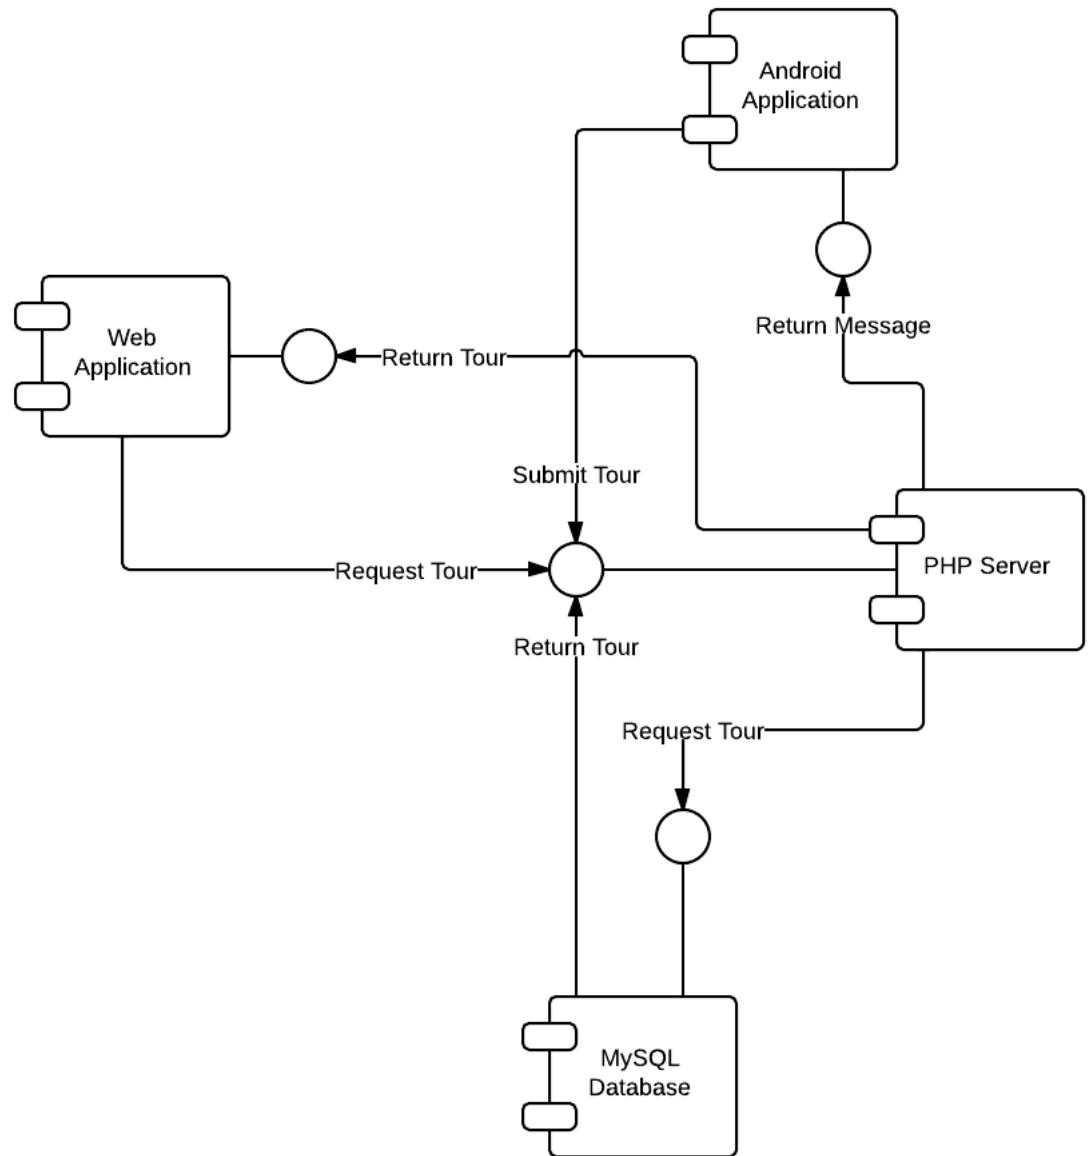 Android
Application
Return Message
Web
Application
Return Tour
Submit Tour
PHP Server
Request Tour
Return Tour
Request Tour
MySQL
Database